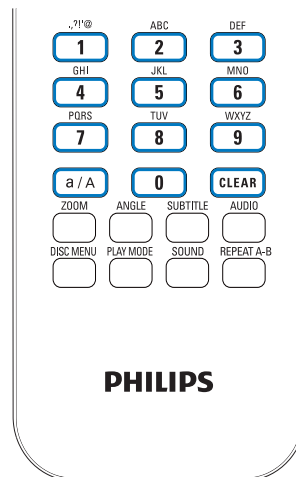 .,?!'@ ABC DEF
1 2 3
GHI JKL MNO
4 5 6
PQRS TUV WXYZ
7 8 9
a / A 0 CLEAR
ZOOM ANGLE SUBTITLE AUDIO
DISC MENU PLAY MODE SOUND REPEAT A-B
PHILIPS